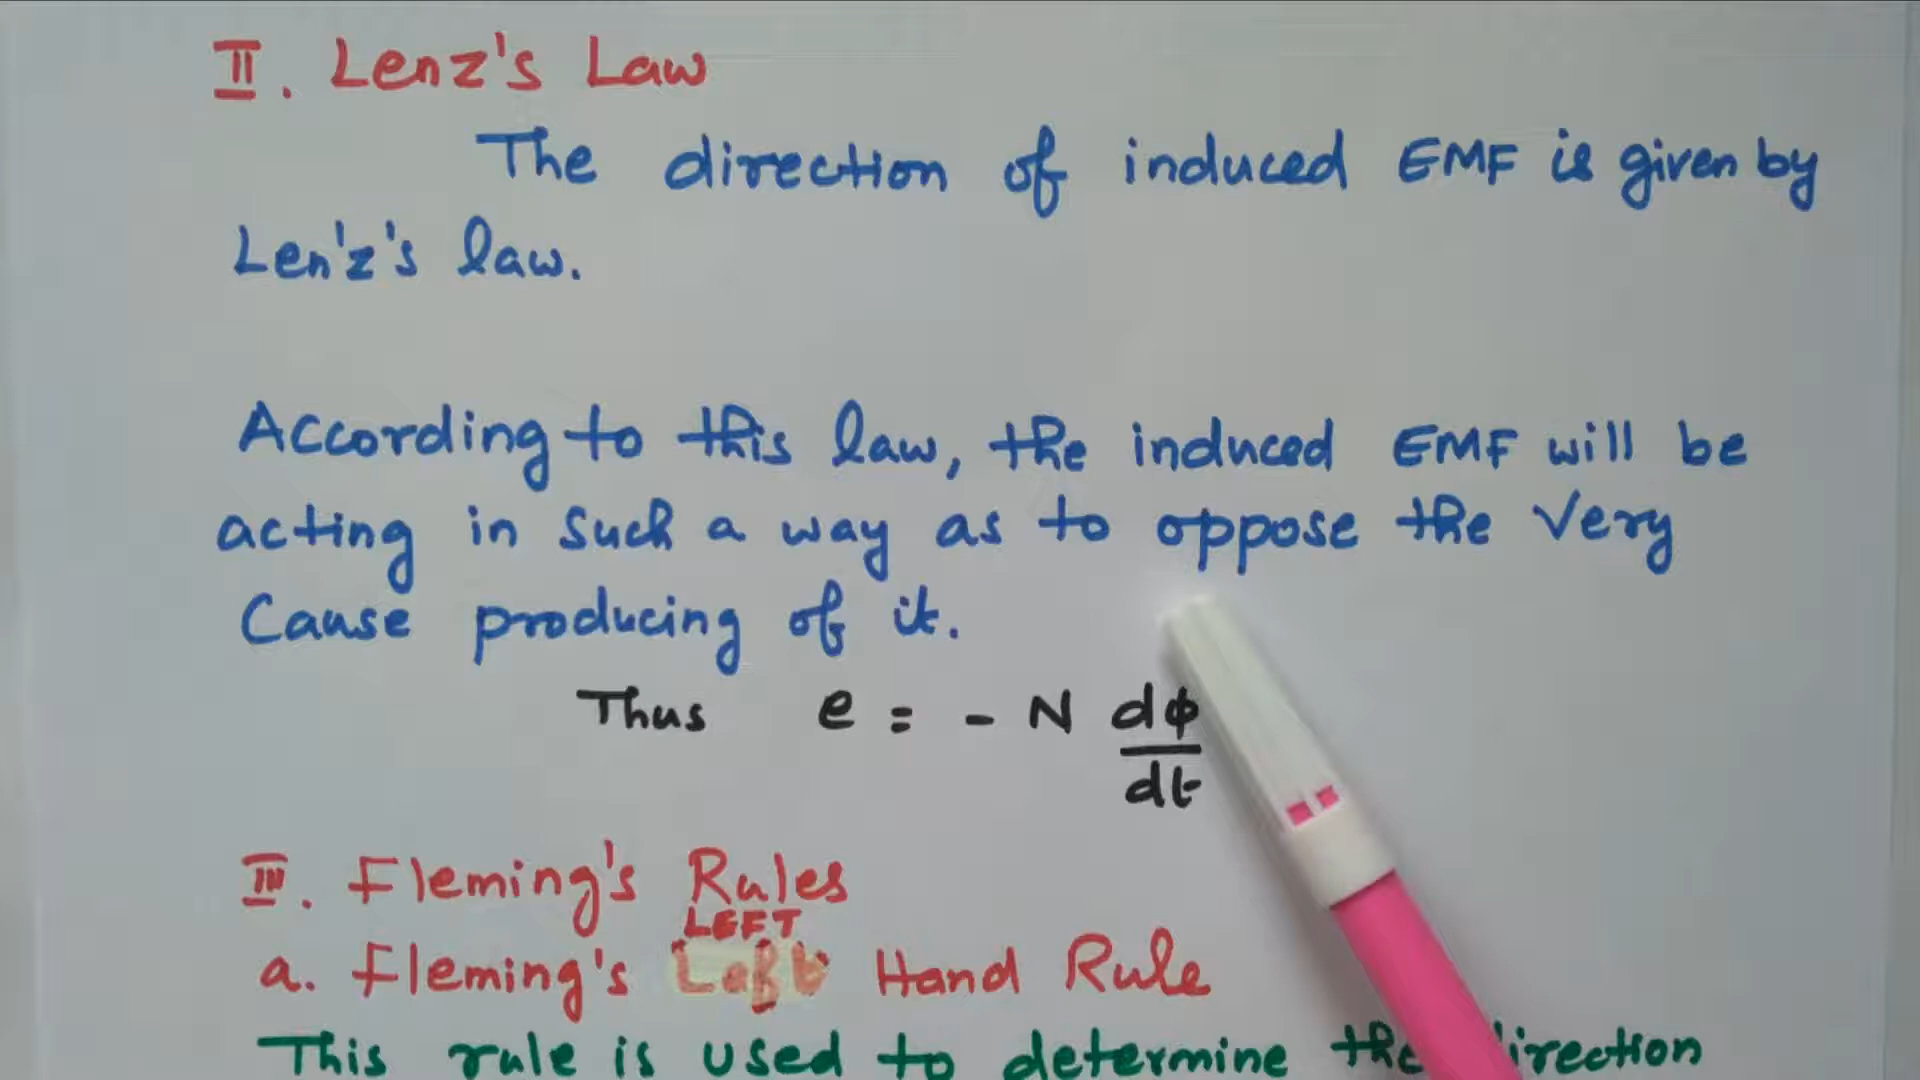 II. Lenz's Law
The direction of induced EMF is given by
Len'z's law.
According to this law, the induced EMF will be
acting in such a way as to oppose the very
Cause producing of it.
Thus e = - N dϕ
dt
III. Fleming's Rules
LEFT
a. Fleming's Left Hand Rule
This rule is used to determine the direction